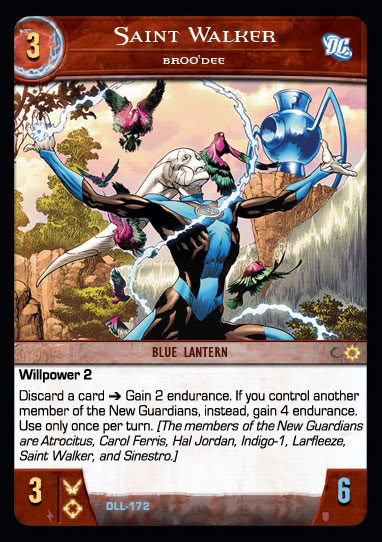 3
SAINT WALKER
BROO'DEE
DC
BLUE LANTERN
C
Willpower 2
Discard a card ➔ Gain 2 endurance. If you control another
member of the New Guardians, instead, gain 4 endurance.
Use only once per turn. [The members of the New Guardians
are Atrocitus, Carol Ferris, Hal Jordan, Indigo-1, Larfleeze,
Saint Walker, and Sinestro.]
3
DLL-172
6